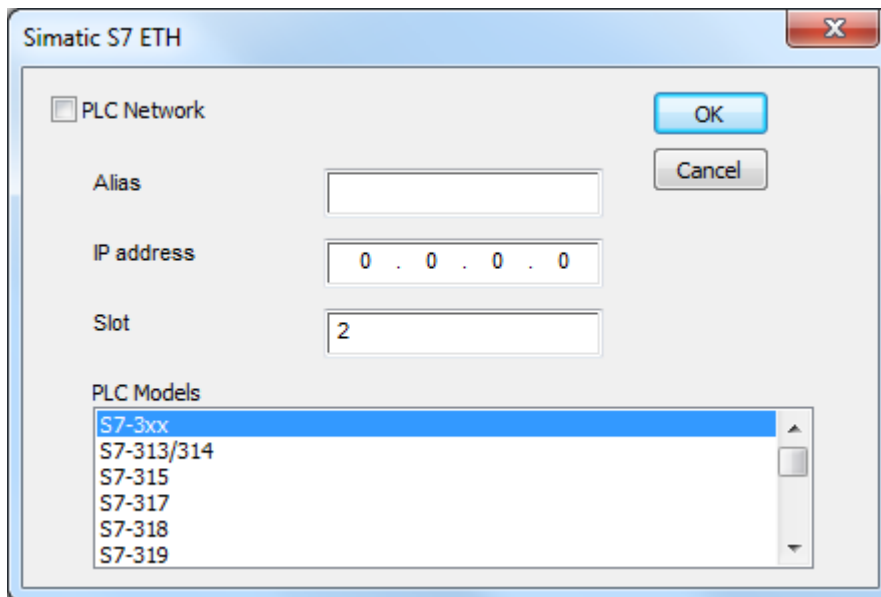 Simatic S7 ETH
PLC Network
OK
Cancel
Alias
IP address
0 . 0 . 0 . 0
Slot
2
PLC Models
S7-3xx
S7-313/314
S7-315
S7-317
S7-318
S7-319